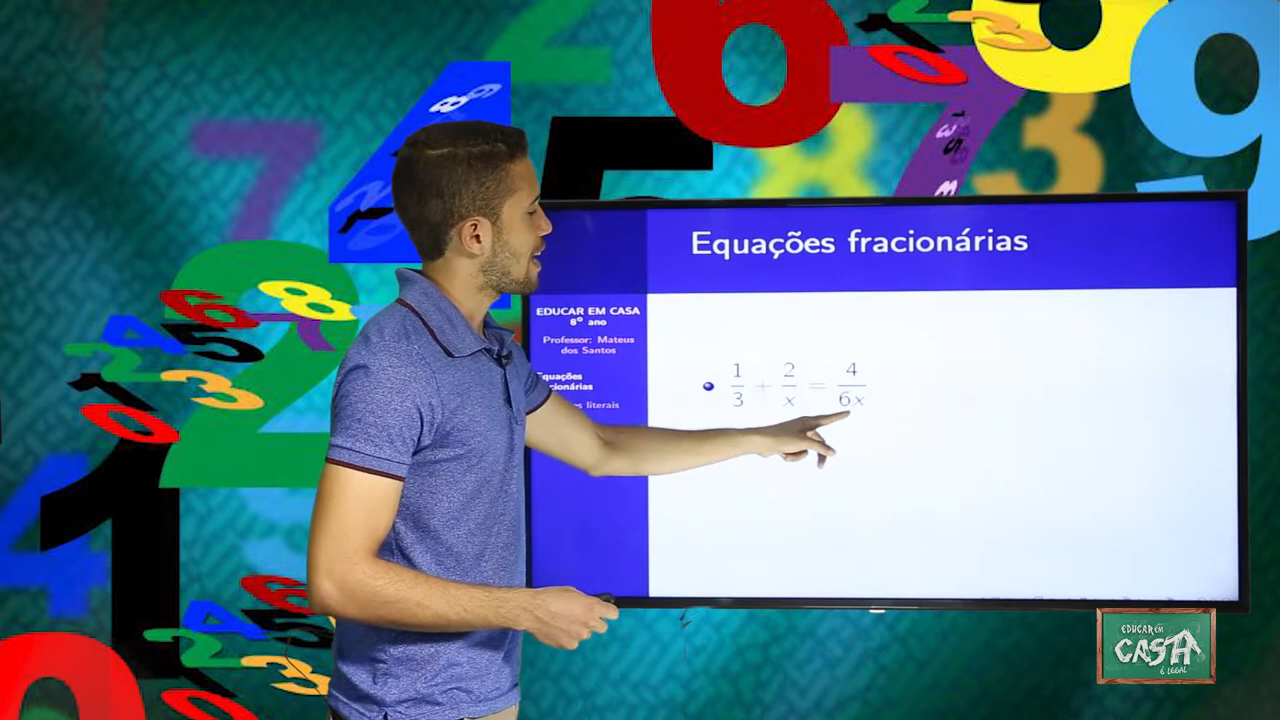 Equações fracionárias
EDUCAR EM CASA
8º ano
Professor: Mateus
dos Santos
Equações
literais
1/3 + 2/x = 4/6x
EDUCAR EM
CASA
É LEGAL